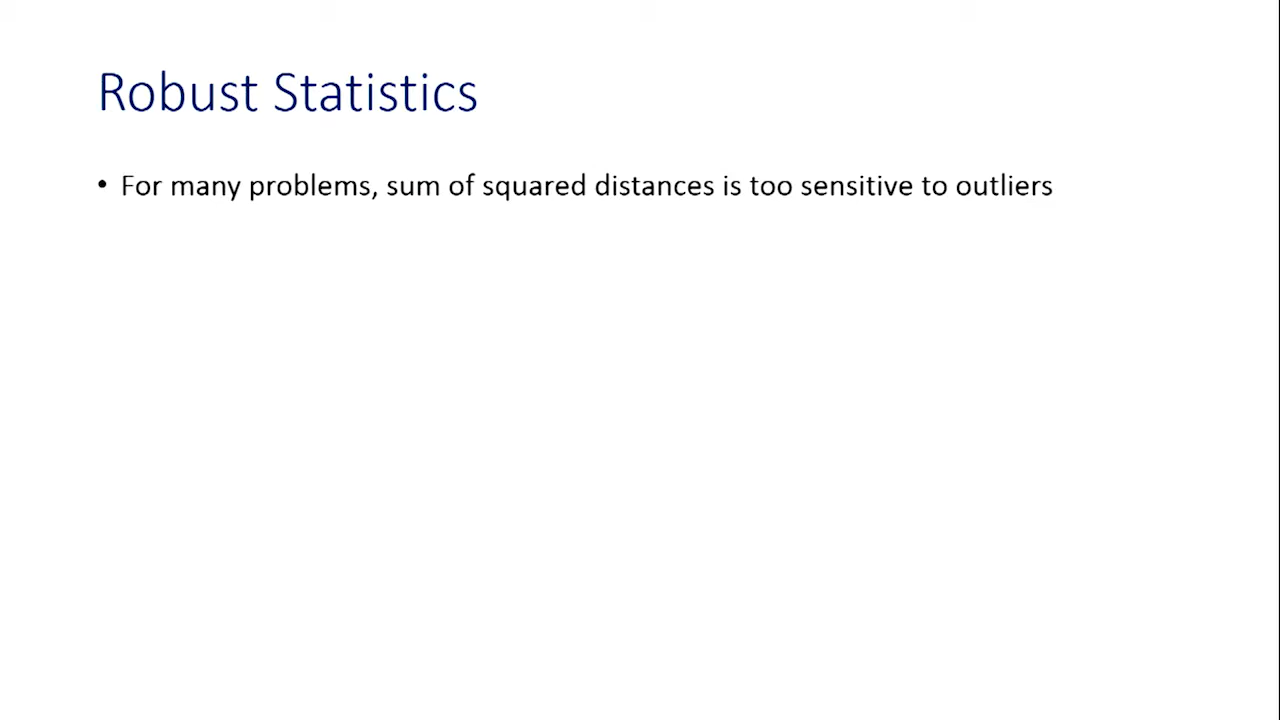 Robust Statistics
• For many problems, sum of squared distances is too sensitive to outliers